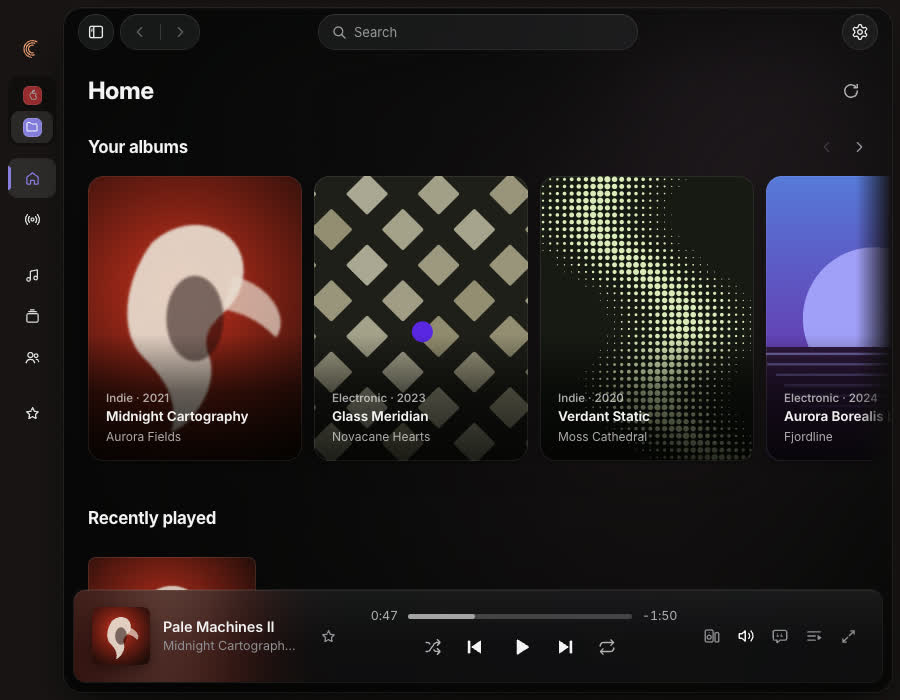 Search
Home
Your albums
Indie · 2021
Midnight Cartography
Aurora Fields
Electronic · 2023
Glass Meridian
Novacane Hearts
Indie · 2020
Verdant Static
Moss Cathedral
Electronic · 2024
Aurora Borealis
Fjordline
Recently played
Pale Machines II
Midnight Cartograph...
0:47
-1:50